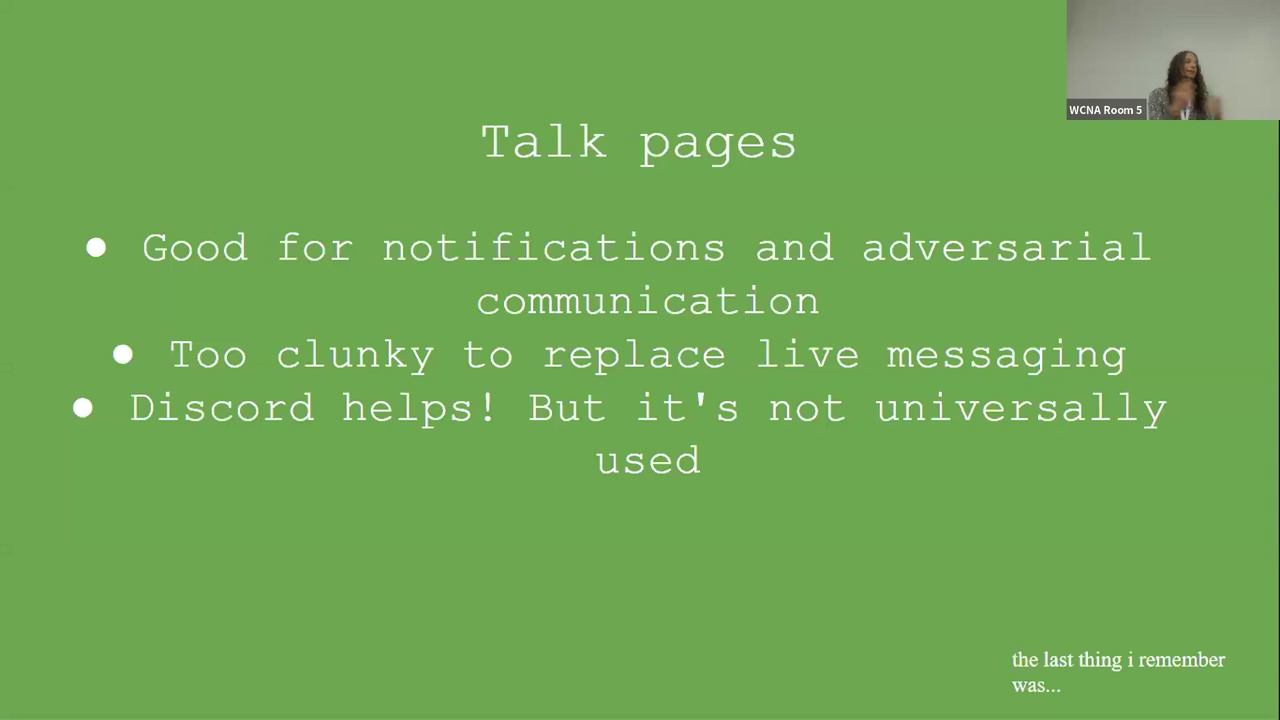 WCNA Room 5
Talk pages
● Good for notifications and adversarial
communication
● Too clunky to replace live messaging
● Discord helps! But it's not universally
used
the last thing i remember
was...